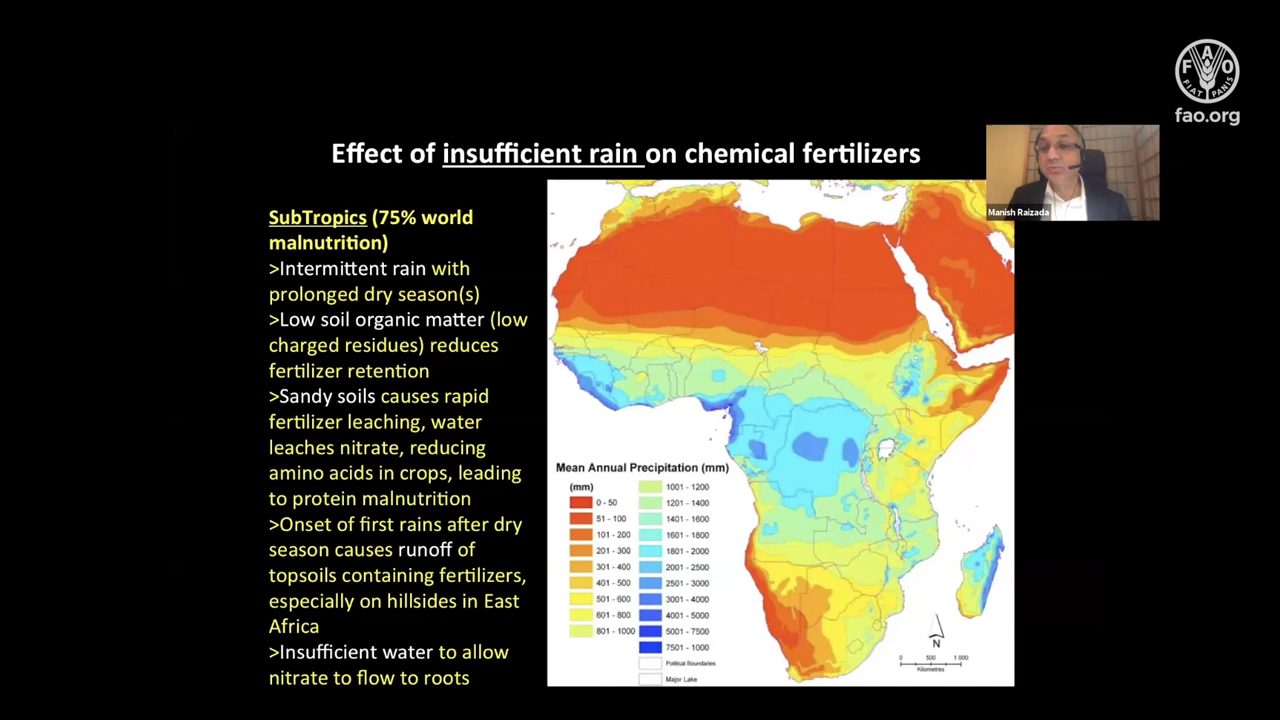 FAO
FIAT PANIS
fao.org
Effect of insufficient rain on chemical fertilizers
Manish Raizada
SubTropics (75% world
malnutrition)
>Intermittent rain with
prolonged dry season(s)
>Low soil organic matter (low
charged residues) reduces
fertilizer retention
>Sandy soils causes rapid
fertilizer leaching, water
leaches nitrate, reducing
amino acids in crops, leading
to protein malnutrition
>Onset of first rains after dry
season causes runoff of
topsoils containing fertilizers,
especially on hillsides in East
Africa
>Insufficient water to allow
nitrate to flow to roots
Mean Annual Precipitation (mm)
(mm)
0 - 50
51 - 100
101 - 200
201 - 300
301 - 400
401 - 500
501 - 600
601 - 800
801 - 1000
1001 - 1200
1201 - 1400
1401 - 1600
1601 - 1800
1801 - 2000
2001 - 2500
2501 - 3000
3001 - 4000
4001 - 5000
5001 - 7500
7501 - 1000
Political Boundaries
Major Lake
N
0 500 1 000
Kilometres